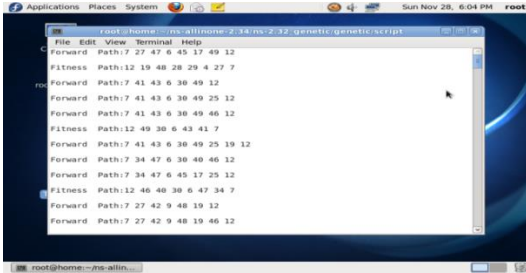 Applications Places System Sun Nov 28, 6:04 PM root
root@home:~/ns-allinone-2.34/ns-2.32_genetic/genetic/script
File Edit View Terminal Help
Forward Path:7 27 47 6 45 17 49 12
Fitness Path:12 19 48 28 29 4 27 7
Forward Path:7 41 43 6 30 49 12
Forward Path:7 41 43 6 30 49 25 12
Forward Path:7 41 43 6 30 49 46 12
Fitness Path:12 49 30 6 43 41 7
Forward Path:7 41 43 6 30 49 25 19 12
Forward Path:7 34 47 6 30 40 46 12
Forward Path:7 34 47 6 45 17 25 12
Fitness Path:12 46 40 30 6 47 34 7
Forward Path:7 27 42 9 48 19 12
Forward Path:7 27 42 9 48 19 46 12
root@home:~/ns-allin...